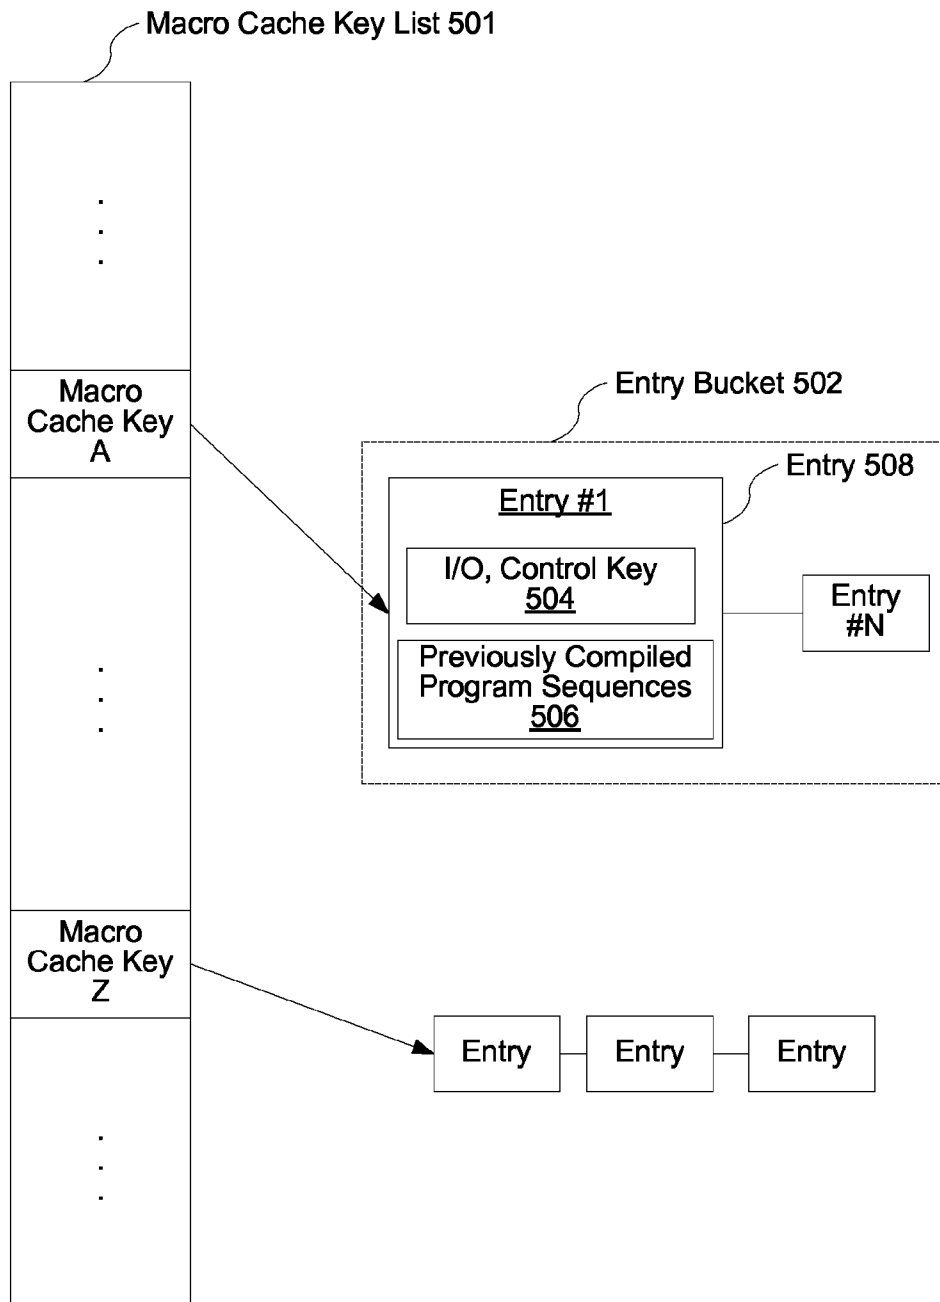 Macro Cache Key List 501
Macro
Cache Key
A
Entry Bucket 502
Entry 508
Entry #1
I/O, Control Key
504
Previously Compiled
Program Sequences
506
Entry
#N
Macro
Cache Key
Z
Entry
Entry
Entry